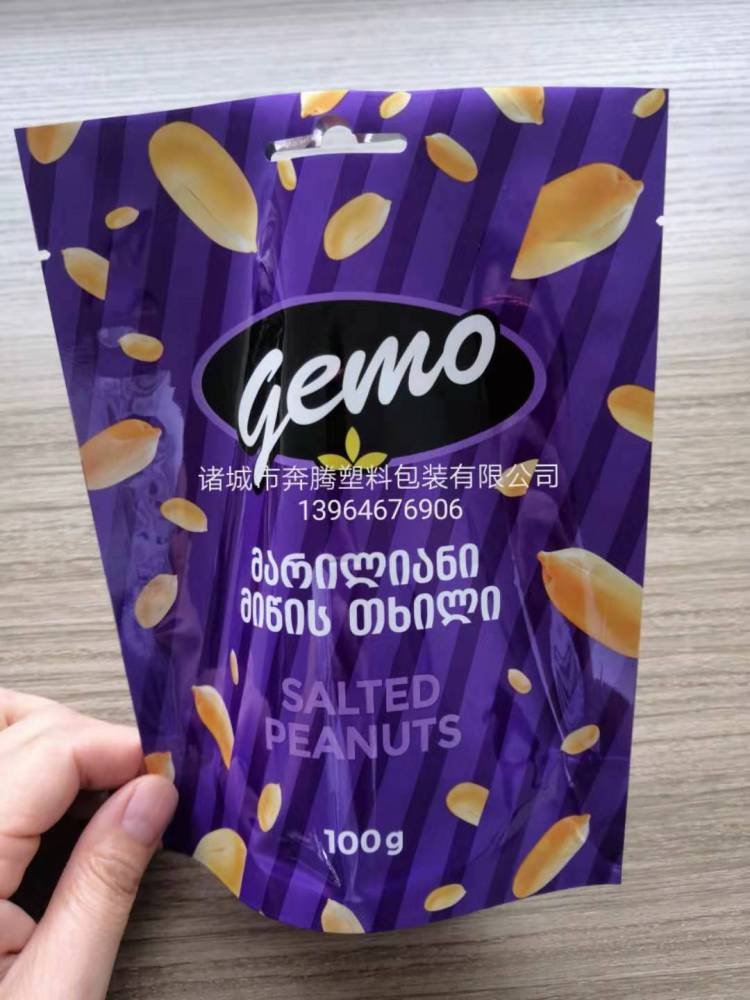 gemo
诸城市奔腾塑料包装有限公司
13964676906
მარილიანი
მიწის თხილი
SALTED
PEANUTS
100g